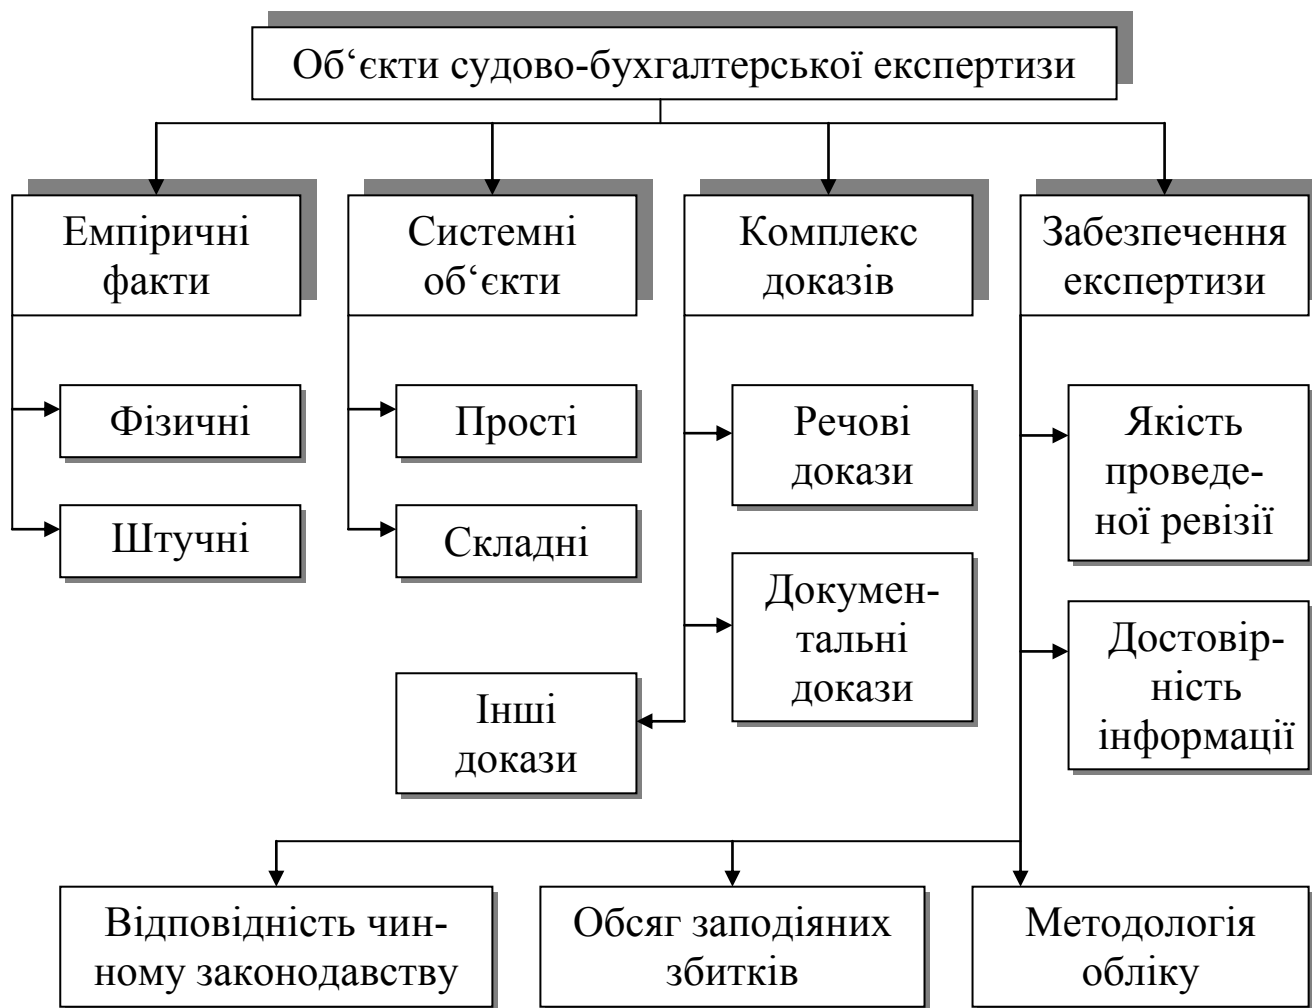 Об‘єкти судово-бухгалтерської експертизи
Емпіричні
факти
Системні
об‘єкти
Комплекс
доказів
Забезпечення
експертизи
Фізичні
Штучні
Прості
Складні
Речові
докази
Докумен-
тальні
докази
Інші
докази
Якість
проведе-
ної ревізії
Достовір-
ність
інформації
Відповідність чин-
ному законодавству
Обсяг заподіяних
збитків
Методологія
обліку